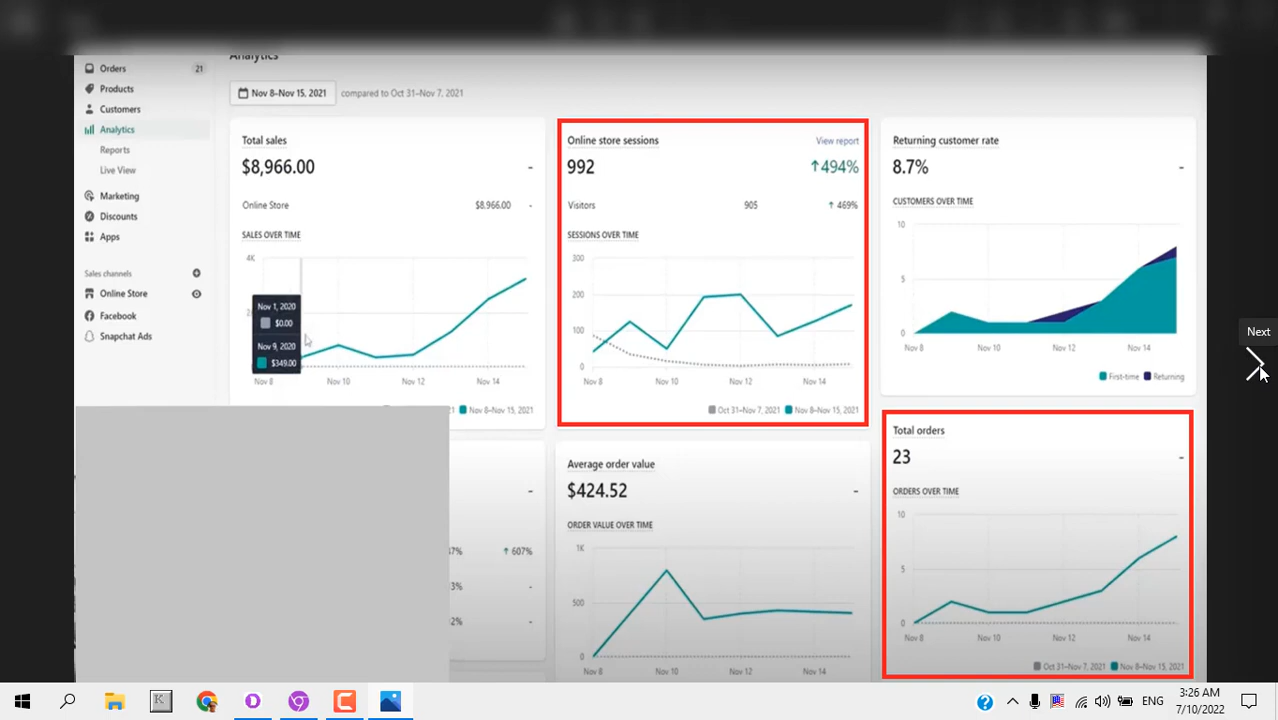 Analytics
Orders 21
Products
Customers
Analytics
Reports
Live View
Marketing
Discounts
Apps
Sales channels
Online Store
Facebook
Snapchat Ads
Nov 8–Nov 15, 2021 compared to Oct 31–Nov 7, 2021
Total sales
$8,966.00 -
Online Store $8,966.00 -
SALES OVER TIME
4K
Nov 1, 2020
$0.00
Nov 9, 2020
$349.00
Nov 8 Nov 10 Nov 12 Nov 14
Nov 8–Nov 15, 2021
Online store sessions View report
992 ↑494%
Visitors 905 ↑ 469%
SESSIONS OVER TIME
300
200
100
0
Nov 8 Nov 10 Nov 12 Nov 14
Oct 31–Nov 7, 2021 Nov 8–Nov 15, 2021
Returning customer rate
8.7% -
CUSTOMERS OVER TIME
10
5
0
Nov 8 Nov 10 Nov 12 Nov 14
First-time Returning
- 
↑ 607%
-
-
Average order value
$424.52 -
ORDER VALUE OVER TIME
1K
500
0
Nov 8 Nov 10 Nov 12 Nov 14
Total orders
23 -
ORDERS OVER TIME
10
5
0
Nov 8 Nov 10 Nov 12 Nov 14
Oct 31–Nov 7, 2021 Nov 8–Nov 15, 2021
Next
K
ENG
3:26 AM
7/10/2022